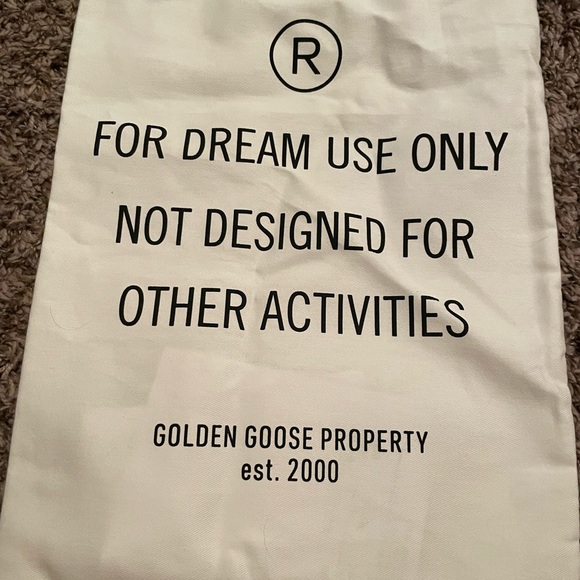 ®
FOR DREAM USE ONLY
NOT DESIGNED FOR
OTHER ACTIVITIES
GOLDEN GOOSE PROPERTY
est. 2000